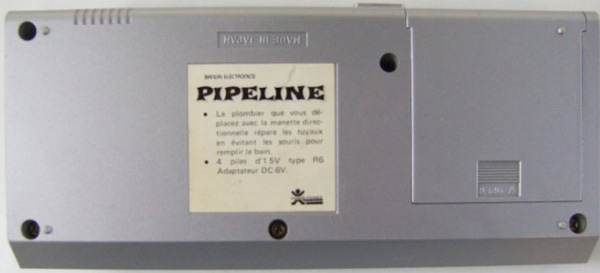 MADE IN JAPAN
BANDAI ELECTRONICS
PIPELINE
• Le plombier que vous dé-
placez avec la manette direc-
tionnelle répare les tuyaux
en évitant les souris pour
remplir le bain.
• 4 piles d'1.5V type R6
Adaptateur DC 6V.
OPEN